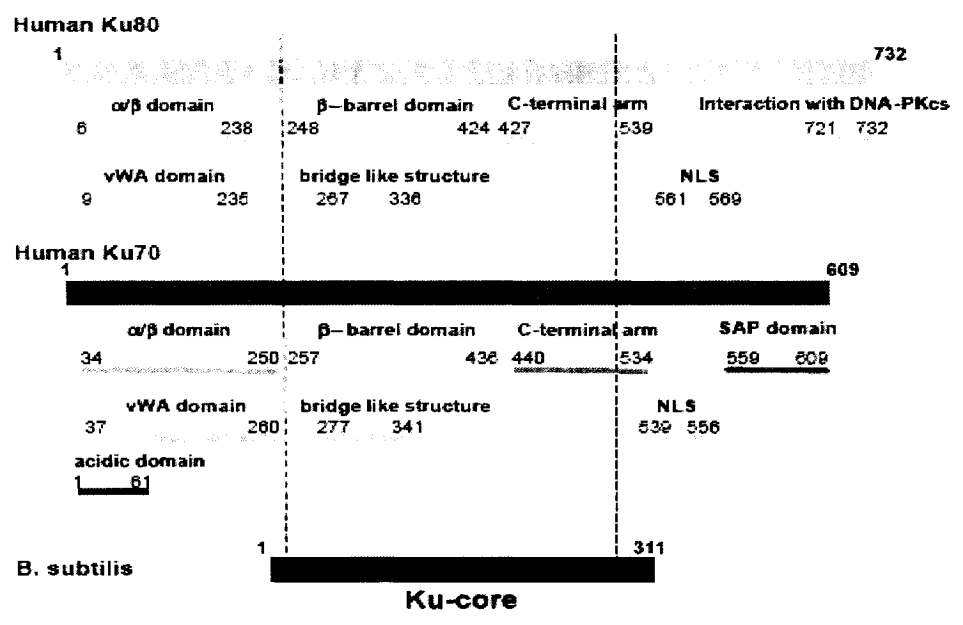 Human Ku80
1 732
α/β domain β–barrel domain C-terminal arm Interaction with DNA-PKcs
6 238 248 424 427 539 721 732
vWA domain bridge like structure NLS
9 235 267 336 561 569
Human Ku70
1 609
α/β domain β–barrel domain C-terminal arm SAP domain
34 250 257 436 440 534 559 609
vWA domain bridge like structure NLS
37 260 277 341 539 556
acidic domain
1 61
1 311
B. subtilis
Ku-core